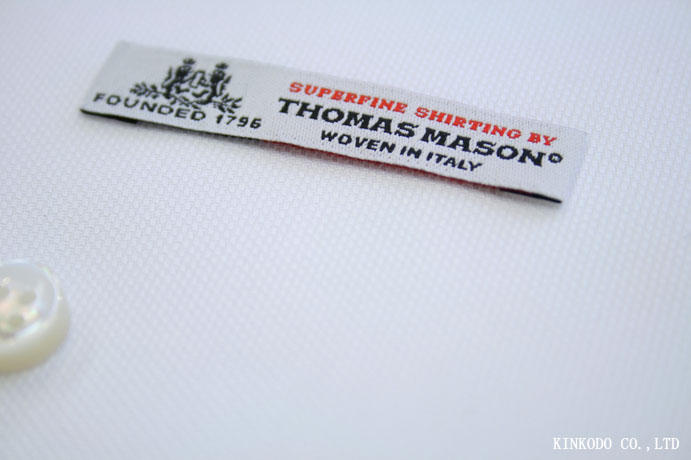 FOUNDED 1796
SUPERFINE SHIRTING BY
THOMAS MASON®
WOVEN IN ITALY
KINKODO CO.,LTD